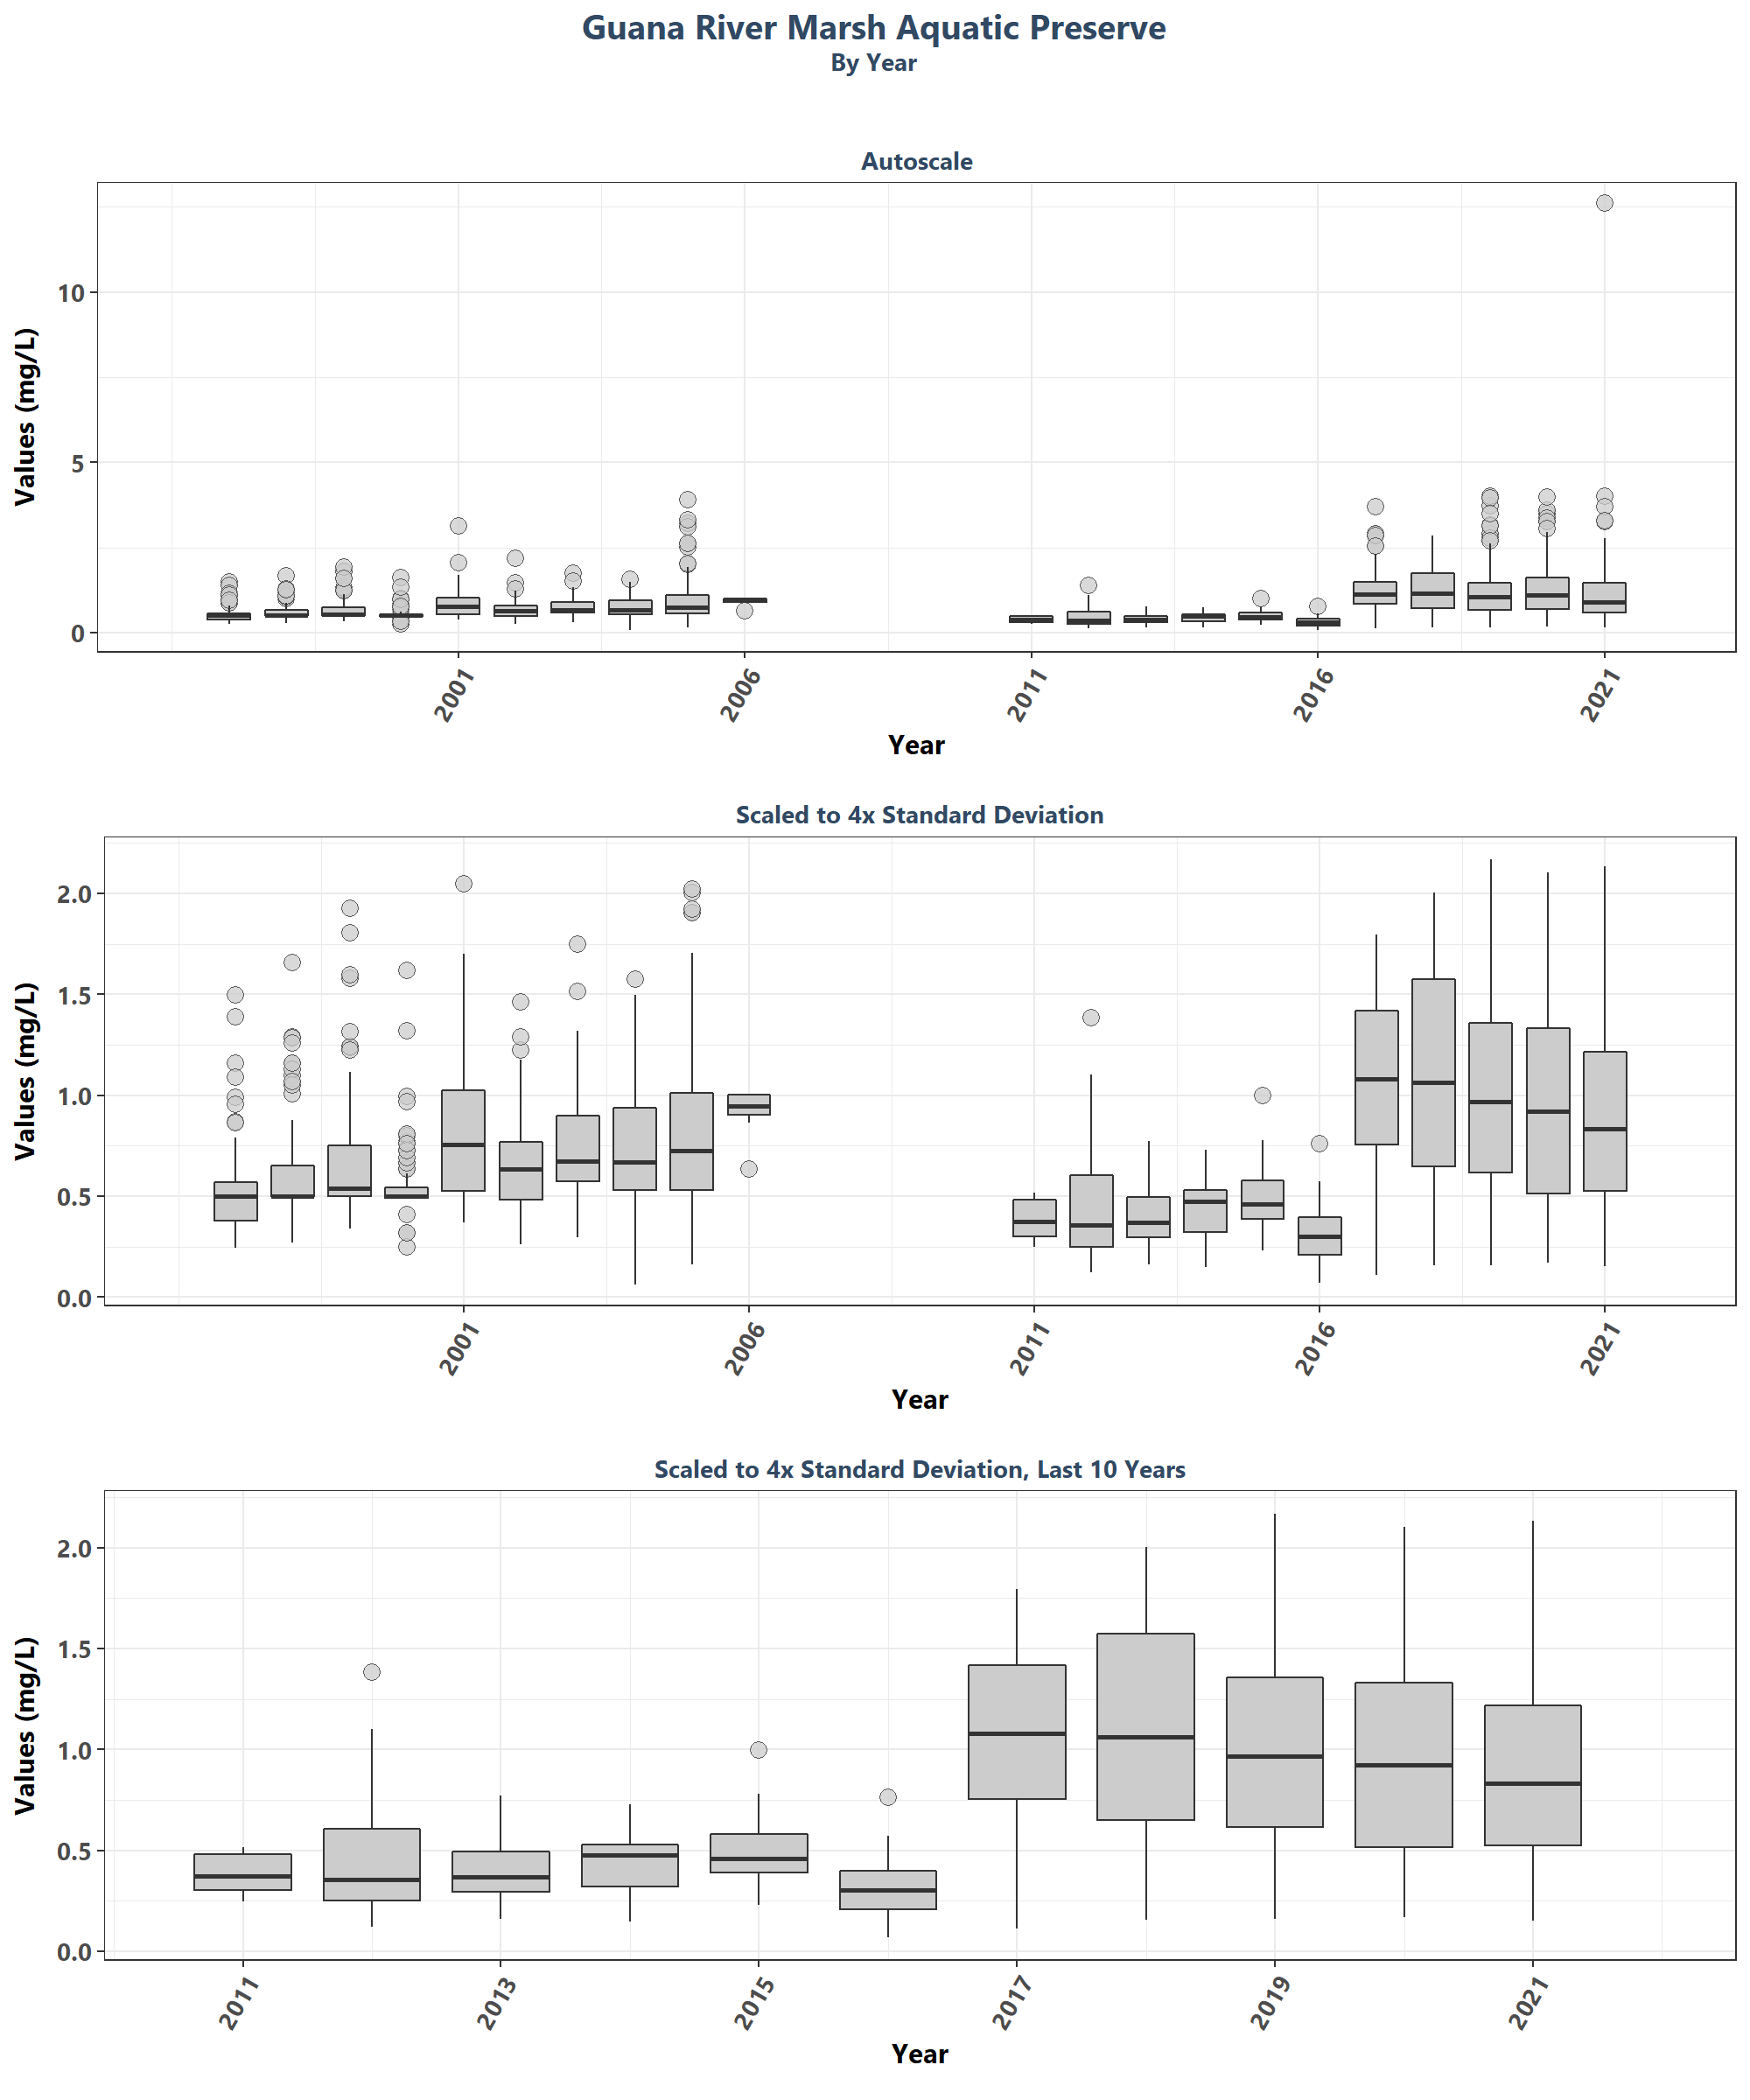 Guana River Marsh Aquatic Preserve
By Year
Autoscale
Values (mg/L)
10
5
0
2001 2006 2011 2016 2021
Year
Scaled to 4x Standard Deviation
Values (mg/L)
2.0
1.5
1.0
0.5
0.0
2001 2006 2011 2016 2021
Year
Scaled to 4x Standard Deviation, Last 10 Years
Values (mg/L)
2.0
1.5
1.0
0.5
0.0
2011 2013 2015 2017 2019 2021
Year